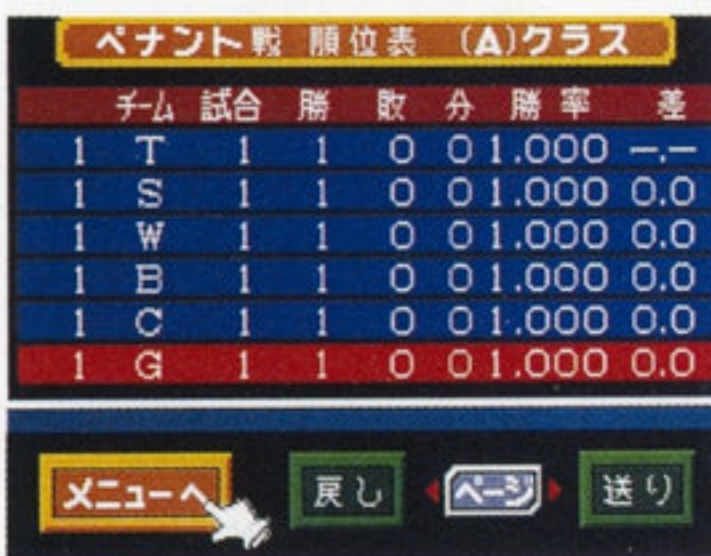 ペナント戦 順位表 (A)クラス
チーム 試合 勝 敗 分 勝率 差
1 T 1 1 0 0 1.000 -.-
1 S 1 1 0 0 1.000 0.0
1 W 1 1 0 0 1.000 0.0
1 B 1 1 0 0 1.000 0.0
1 C 1 1 0 0 1.000 0.0
1 G 1 1 0 0 1.000 0.0
メニューへ 戻し ページ 送り